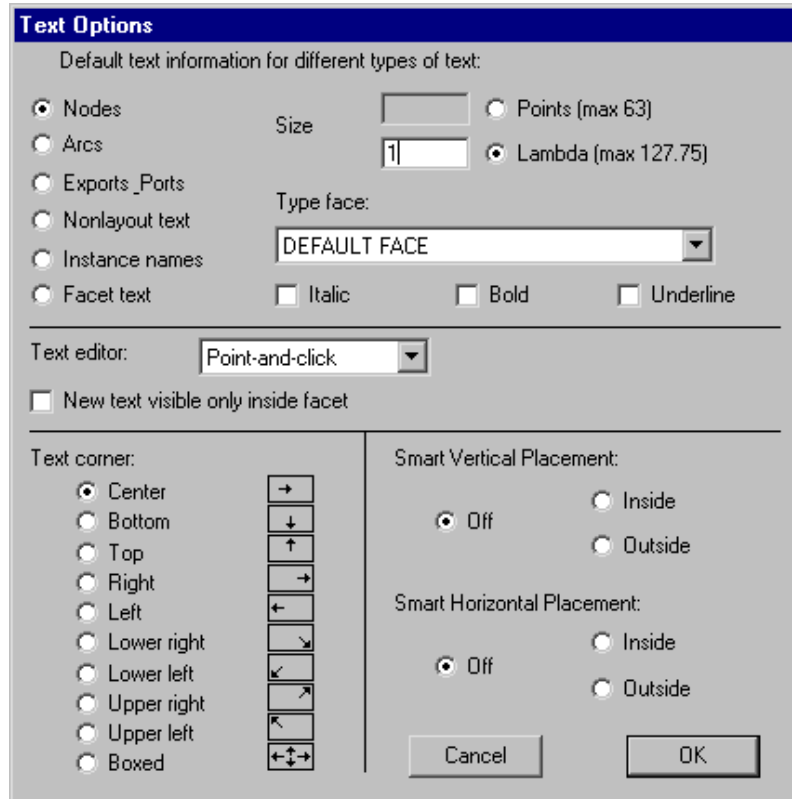 Text Options
Default text information for different types of text:
Nodes
Arcs
Exports_Ports
Nonlayout text
Instance names
Facet text
Size
Points (max 63)
1
Lambda (max 127.75)
Type face:
DEFAULT FACE
Italic
Bold
Underline
Text editor:
Point-and-click
New text visible only inside facet
Text corner:
Center
Bottom
Top
Right
Left
Lower right
Lower left
Upper right
Upper left
Boxed
Smart Vertical Placement:
Off
Inside
Outside
Smart Horizontal Placement:
Off
Inside
Outside
Cancel
OK